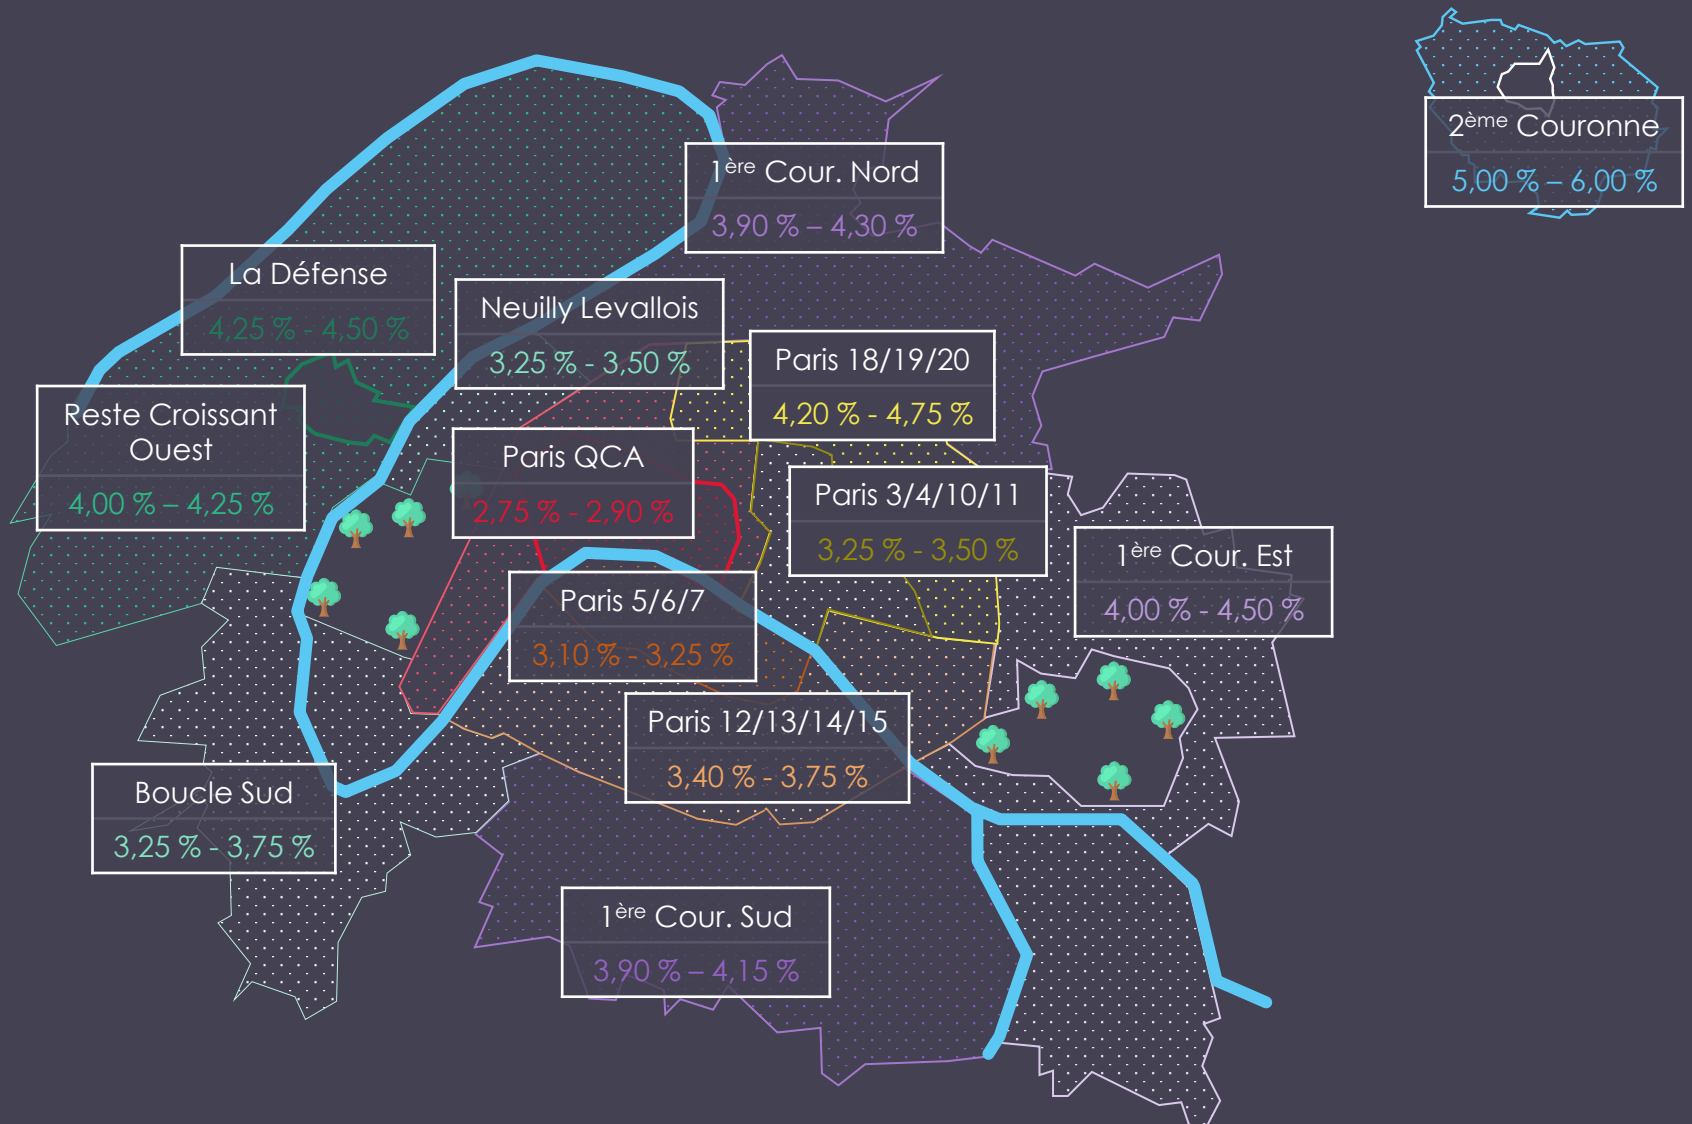 2ème Couronne
5,00 % – 6,00 %
1ère Cour. Nord
3,90 % – 4,30 %
La Défense
4,25 % - 4,50 %
Neuilly Levallois
3,25 % - 3,50 %
Paris 18/19/20
4,20 % - 4,75 %
Reste Croissant
Ouest
4,00 % – 4,25 %
Paris QCA
2,75 % - 2,90 %
Paris 3/4/10/11
3,25 % - 3,50 %
1ère Cour. Est
4,00 % - 4,50 %
Paris 5/6/7
3,10 % - 3,25 %
Paris 12/13/14/15
3,40 % - 3,75 %
Boucle Sud
3,25 % - 3,75 %
1ère Cour. Sud
3,90 % – 4,15 %